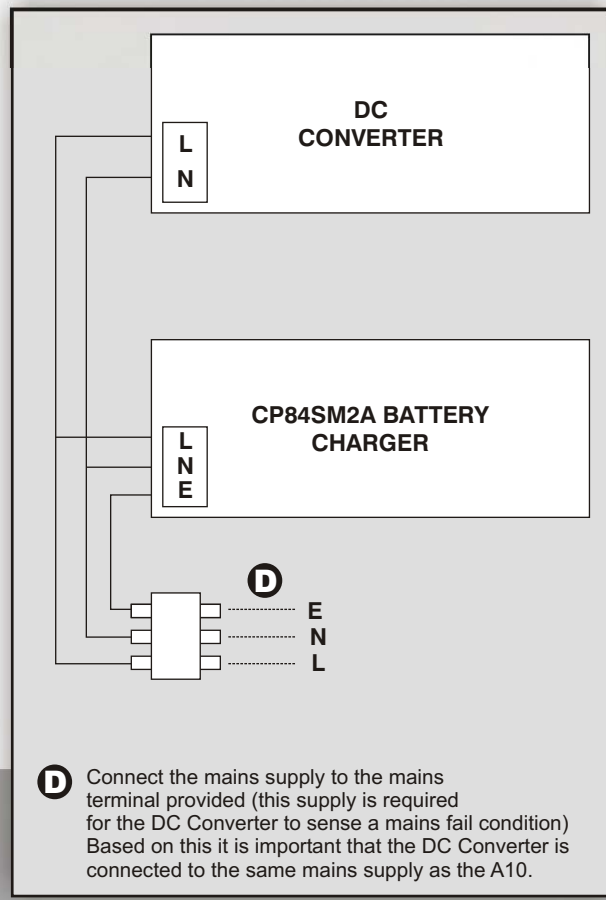 DC
CONVERTER
L
N
CP84SM2A BATTERY
CHARGER
L
N
E
D
E
N
L
D Connect the mains supply to the mains
terminal provided (this supply is required
for the DC Converter to sense a mains fail condition)
Based on this it is important that the DC Converter is
connected to the same mains supply as the A10.